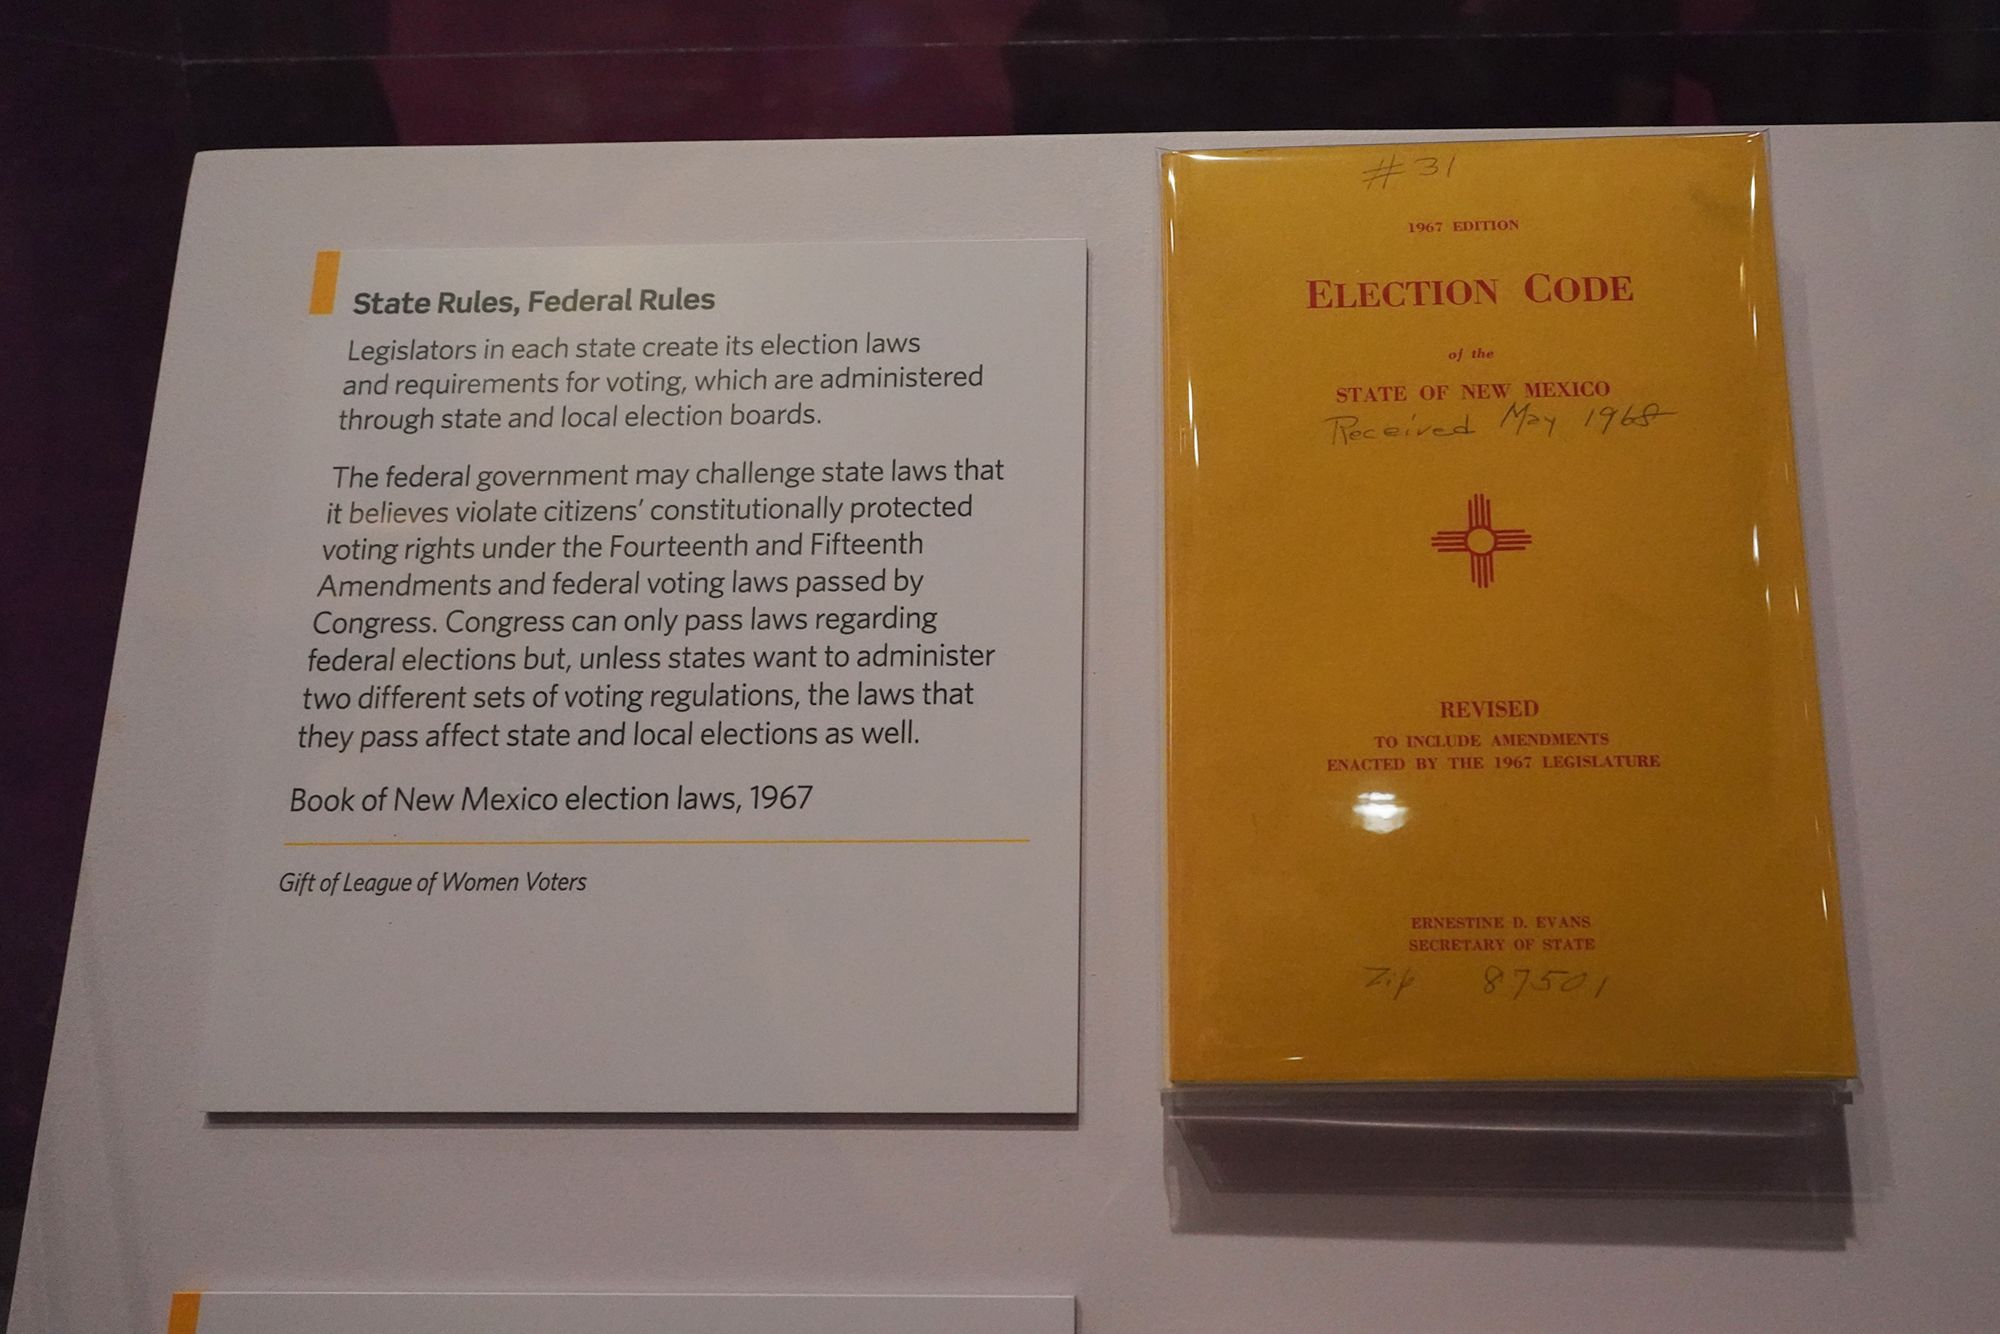 State Rules, Federal Rules
Legislators in each state create its election laws
and requirements for voting, which are administered
through state and local election boards.
The federal government may challenge state laws that
it believes violate citizens’ constitutionally protected
voting rights under the Fourteenth and Fifteenth
Amendments and federal voting laws passed by
Congress. Congress can only pass laws regarding
federal elections but, unless states want to administer
two different sets of voting regulations, the laws that
they pass affect state and local elections as well.
Book of New Mexico election laws, 1967
Gift of League of Women Voters
#31
1967 EDITION
ELECTION CODE
of the
STATE OF NEW MEXICO
Received May 1968
REVISED
TO INCLUDE AMENDMENTS
ENACTED BY THE 1967 LEGISLATURE
ERNESTINE D. EVANS
SECRETARY OF STATE
Zip 87501